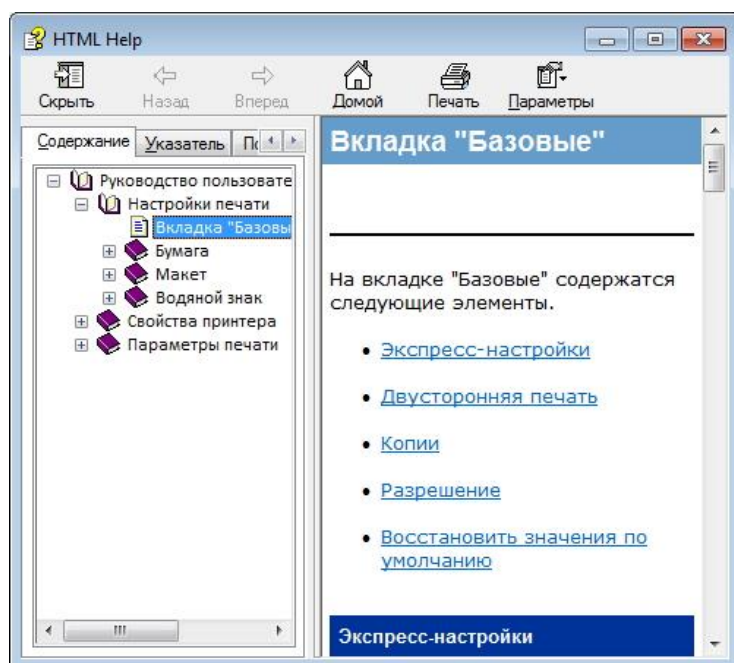 HTML Help
Скрыть Назад Вперед Домой Печать Параметры
Содержание Указатель
Руководство пользовате
Настройки печати
Вкладка "Базовы
Бумага
Макет
Водяной знак
Свойства принтера
Параметры печати
Вкладка "Базовые"
На вкладке "Базовые" содержатся
следующие элементы.
• Экспресс-настройки
• Двусторонняя печать
• Копии
• Разрешение
• Восстановить значения по
умолчанию
Экспресс-настройки